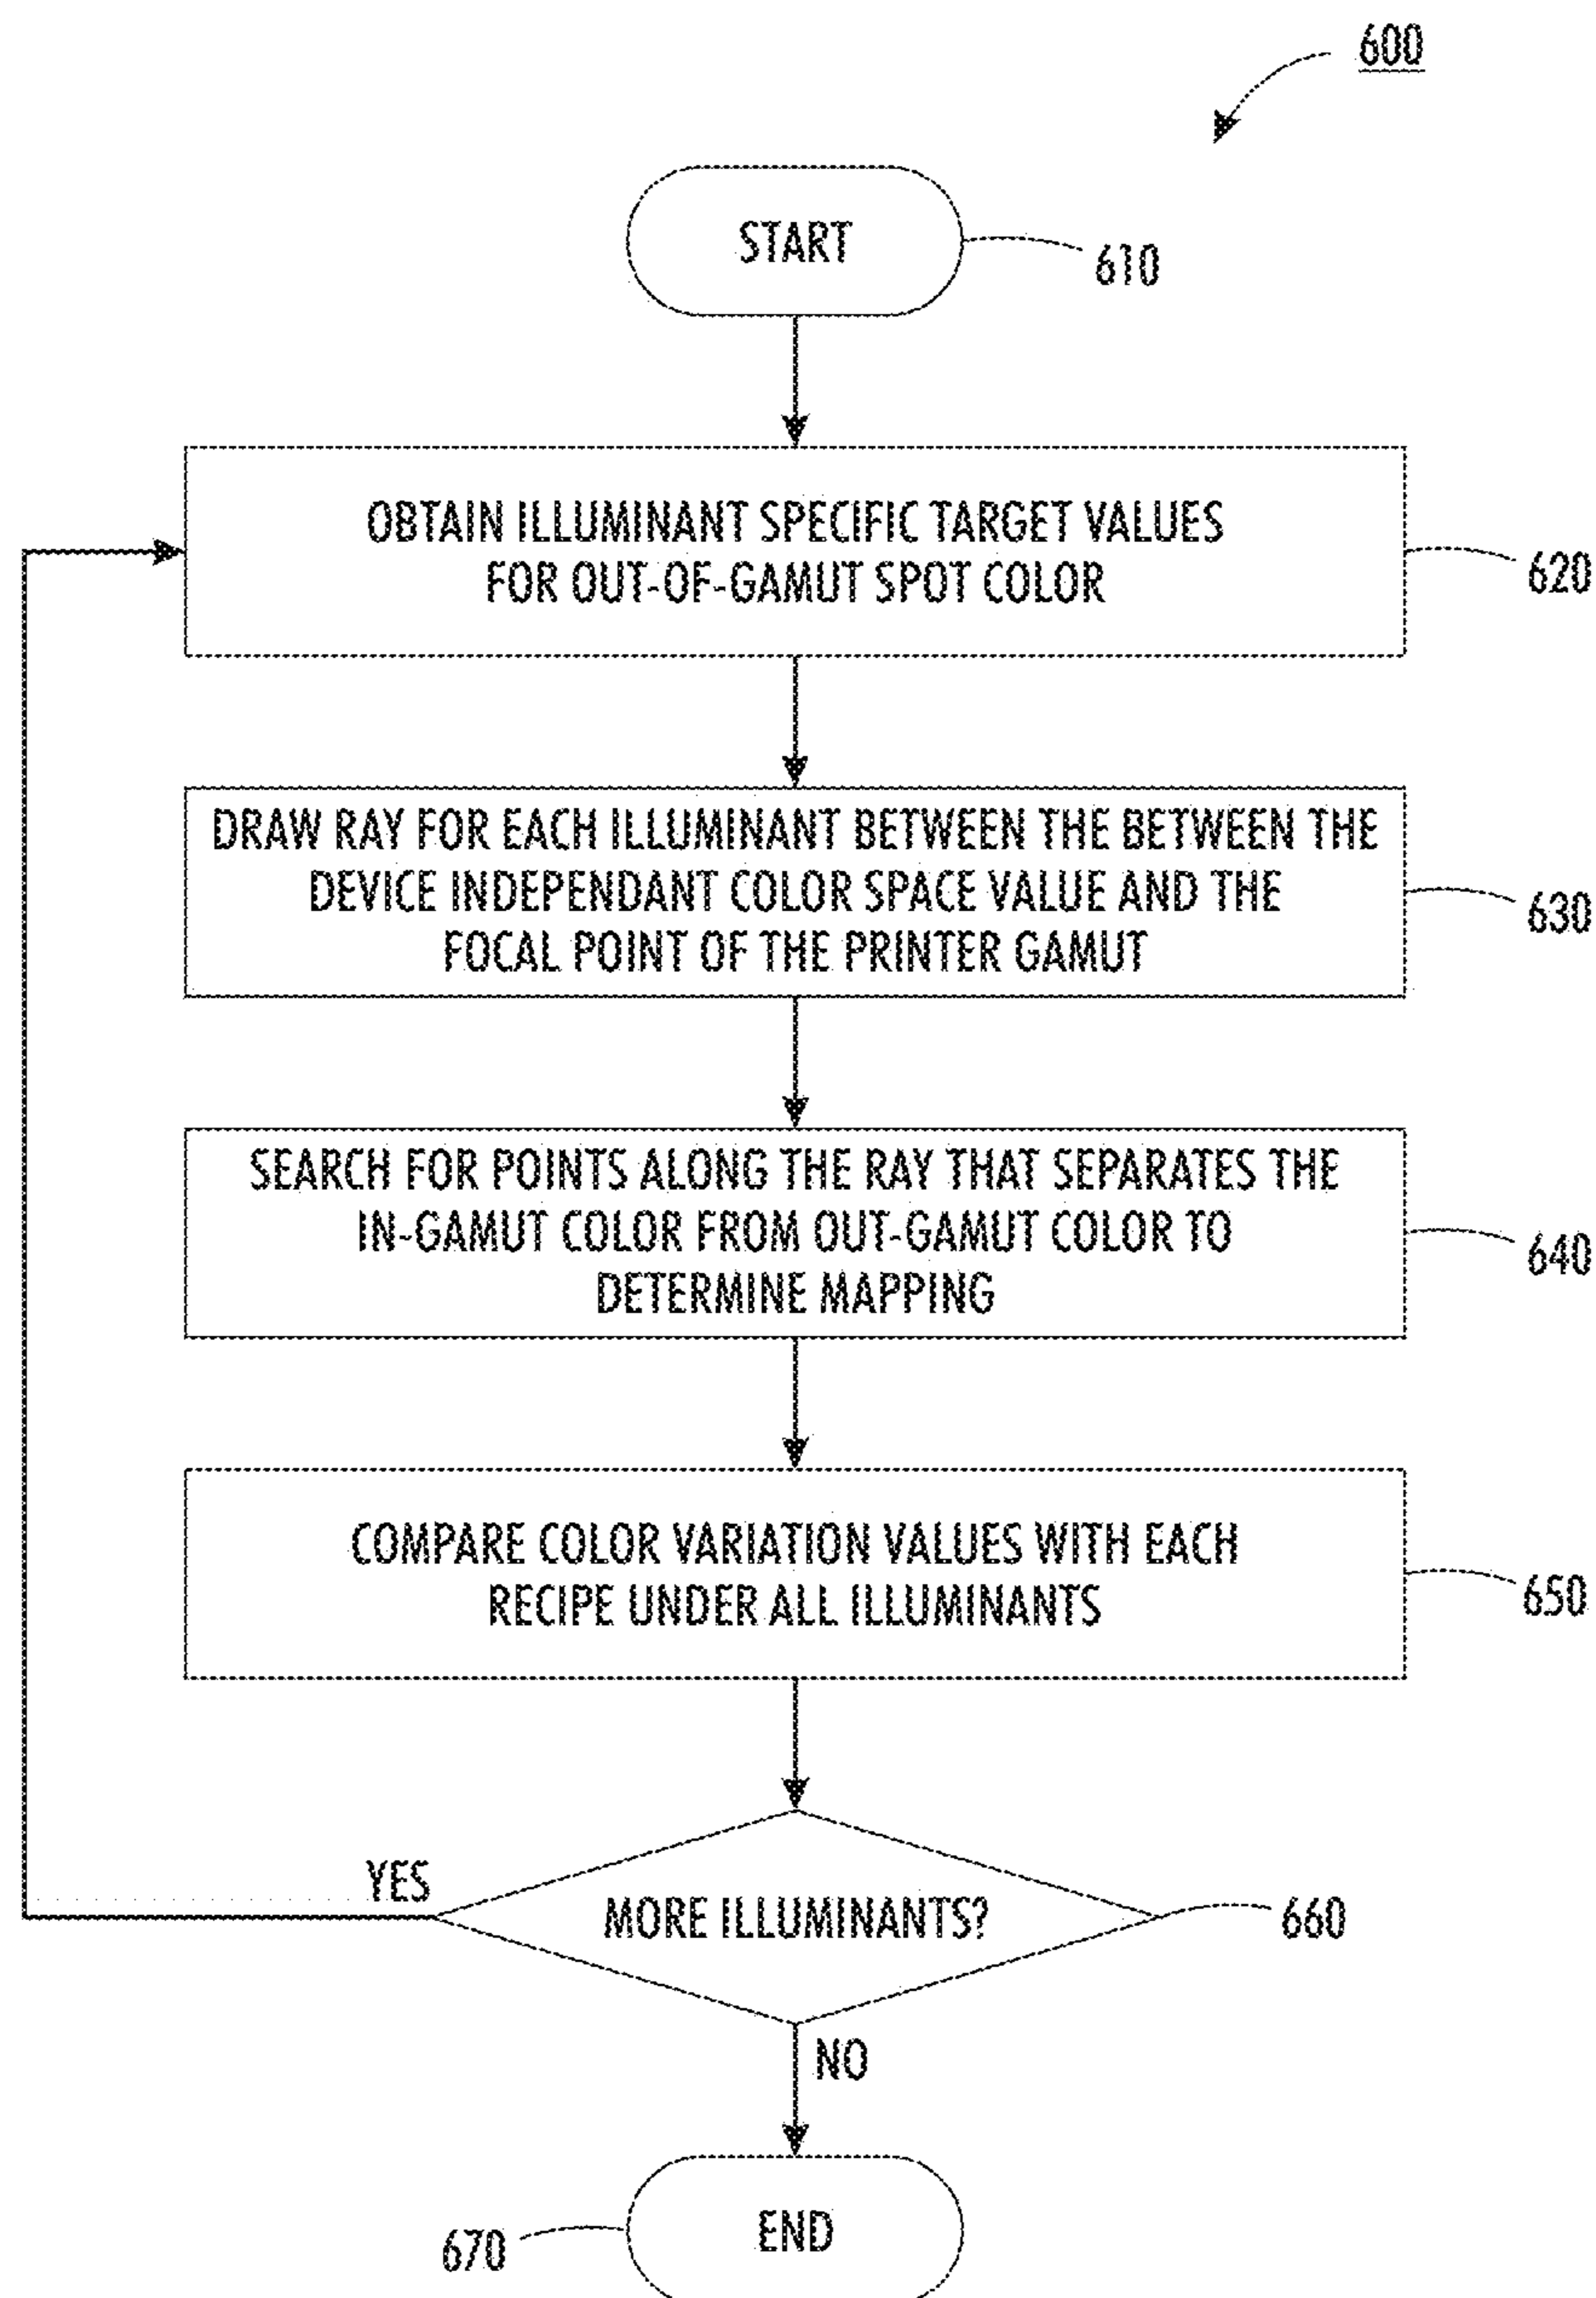 600
START
610
OBTAIN ILLUMINANT SPECIFIC TARGET VALUES
FOR OUT-OF-GAMUT SPOT COLOR
620
DRAW RAY FOR EACH ILLUMINANT BETWEEN THE BETWEEN THE
DEVICE INDEPENDANT COLOR SPACE VALUE AND THE
FOCAL POINT OF THE PRINTER GAMUT
630
SEARCH FOR POINTS ALONG THE RAY THAT SEPARATES THE
IN-GAMUT COLOR FROM OUT-GAMUT COLOR TO
DETERMINE MAPPING
640
COMPARE COLOR VARIATION VALUES WITH EACH
RECIPE UNDER ALL ILLUMINANTS
650
YES
MORE ILLUMINANTS?
660
NO
END
670